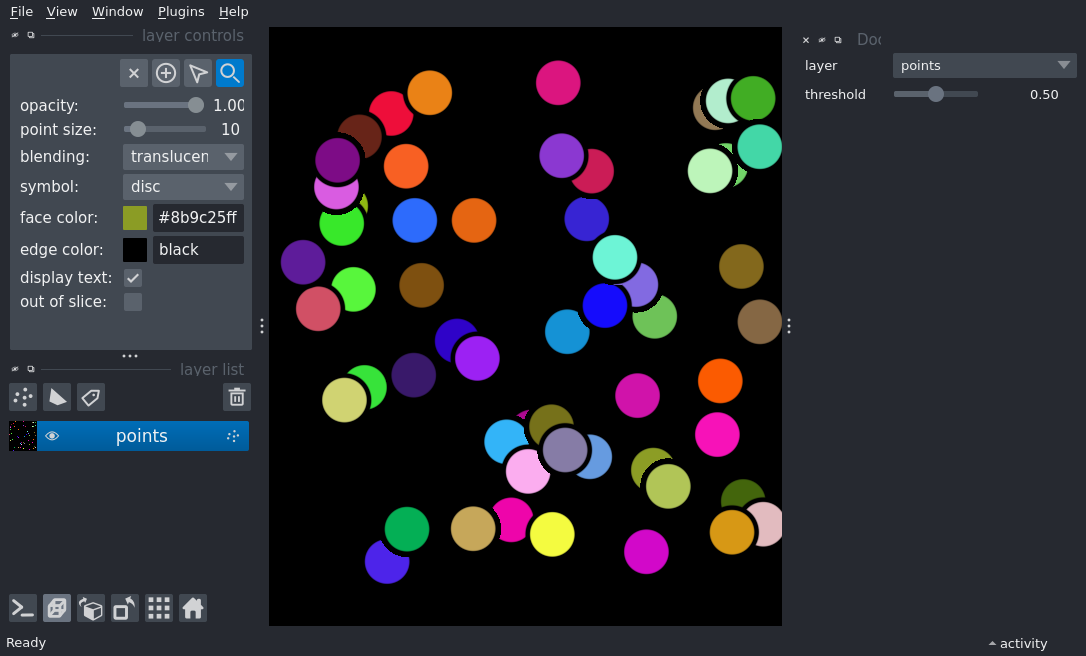 File View Window Plugins Help
layer controls
opacity: 1.00
point size: 10
blending: translucen
symbol: disc
face color: #8b9c25ff
edge color: black
display text:
out of slice:
layer list
points
Doc
layer points
threshold 0.50
Ready
activity